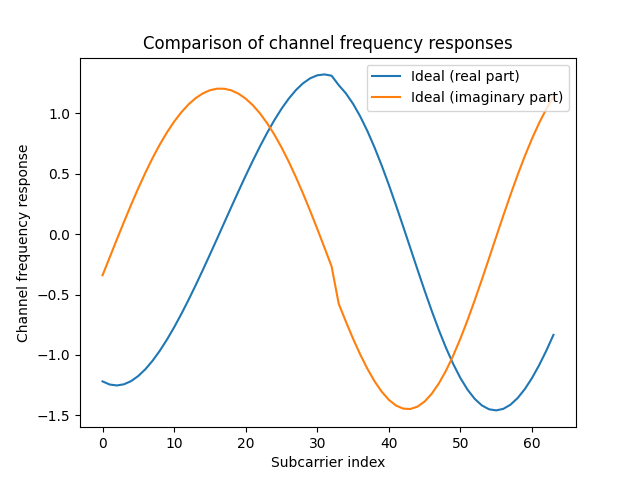 Comparison of channel frequency responses
Ideal (real part)
Ideal (imaginary part)
Channel frequency response
1.0
0.5
0.0
−0.5
−1.0
−1.5
0 10 20 30 40 50 60
Subcarrier index